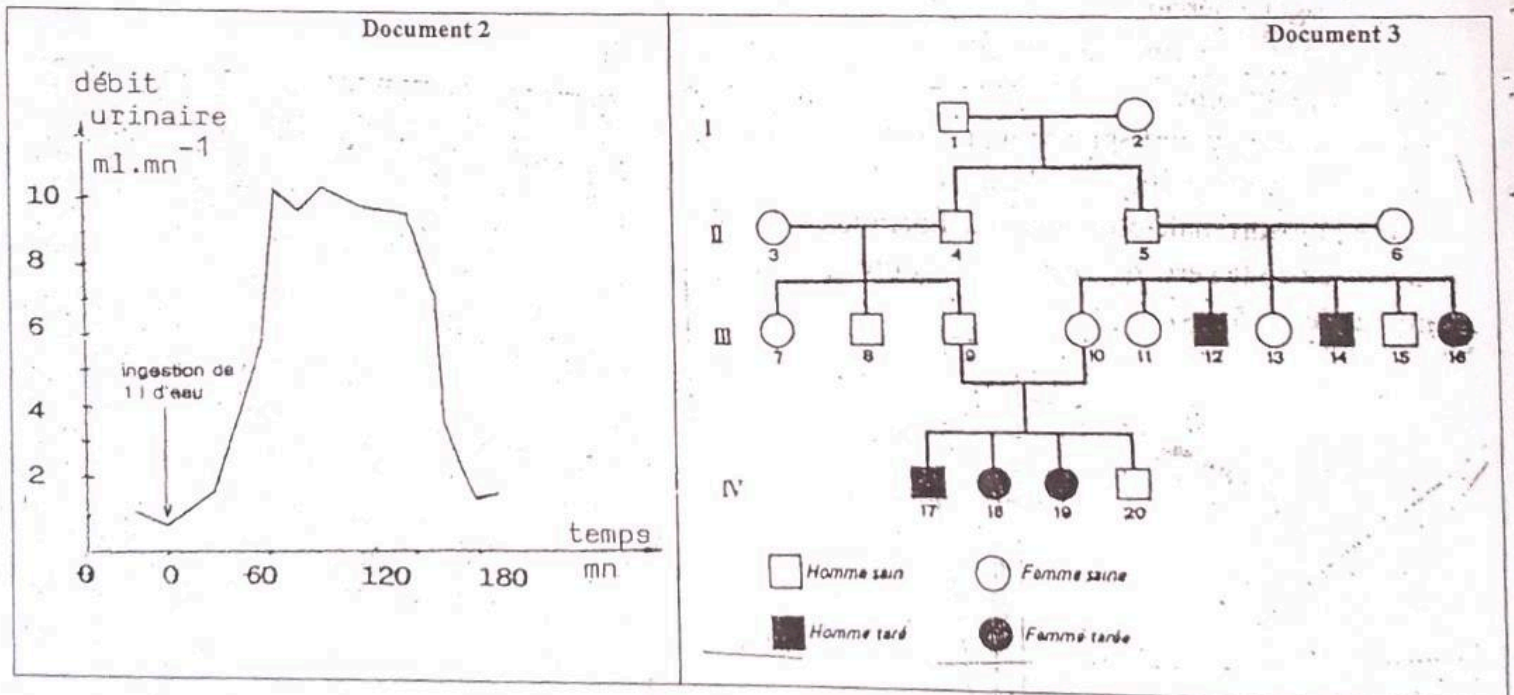 Document 2
débit
urinaire
ml.mn⁻¹
10
8
6
4
2
ingestion de
1 l d'eau
temps
mn
0
0
60
120
180
Document 3
I
1
2
II
3
4
5
6
III
7
8
9
10
11
12
13
14
15
16
IV
17
18
19
20
Homme sain
Femme saine
Homme taré
Femme tarée